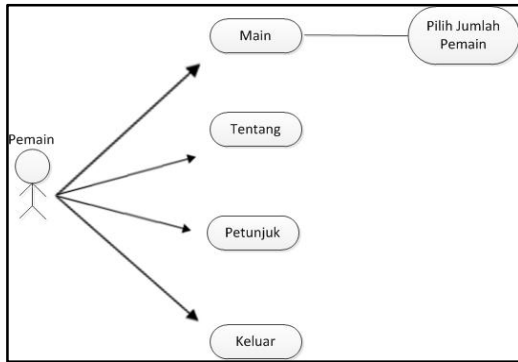 Main
Pilih Jumlah
Pemain
Tentang
Pemain
Petunjuk
Keluar